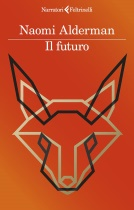 Narratori Feltrinelli
Naomi Alderman
Il futuro